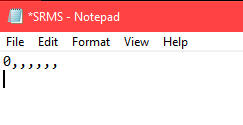 *SRMS - Notepad
File Edit Format View Help
0,,,,,,